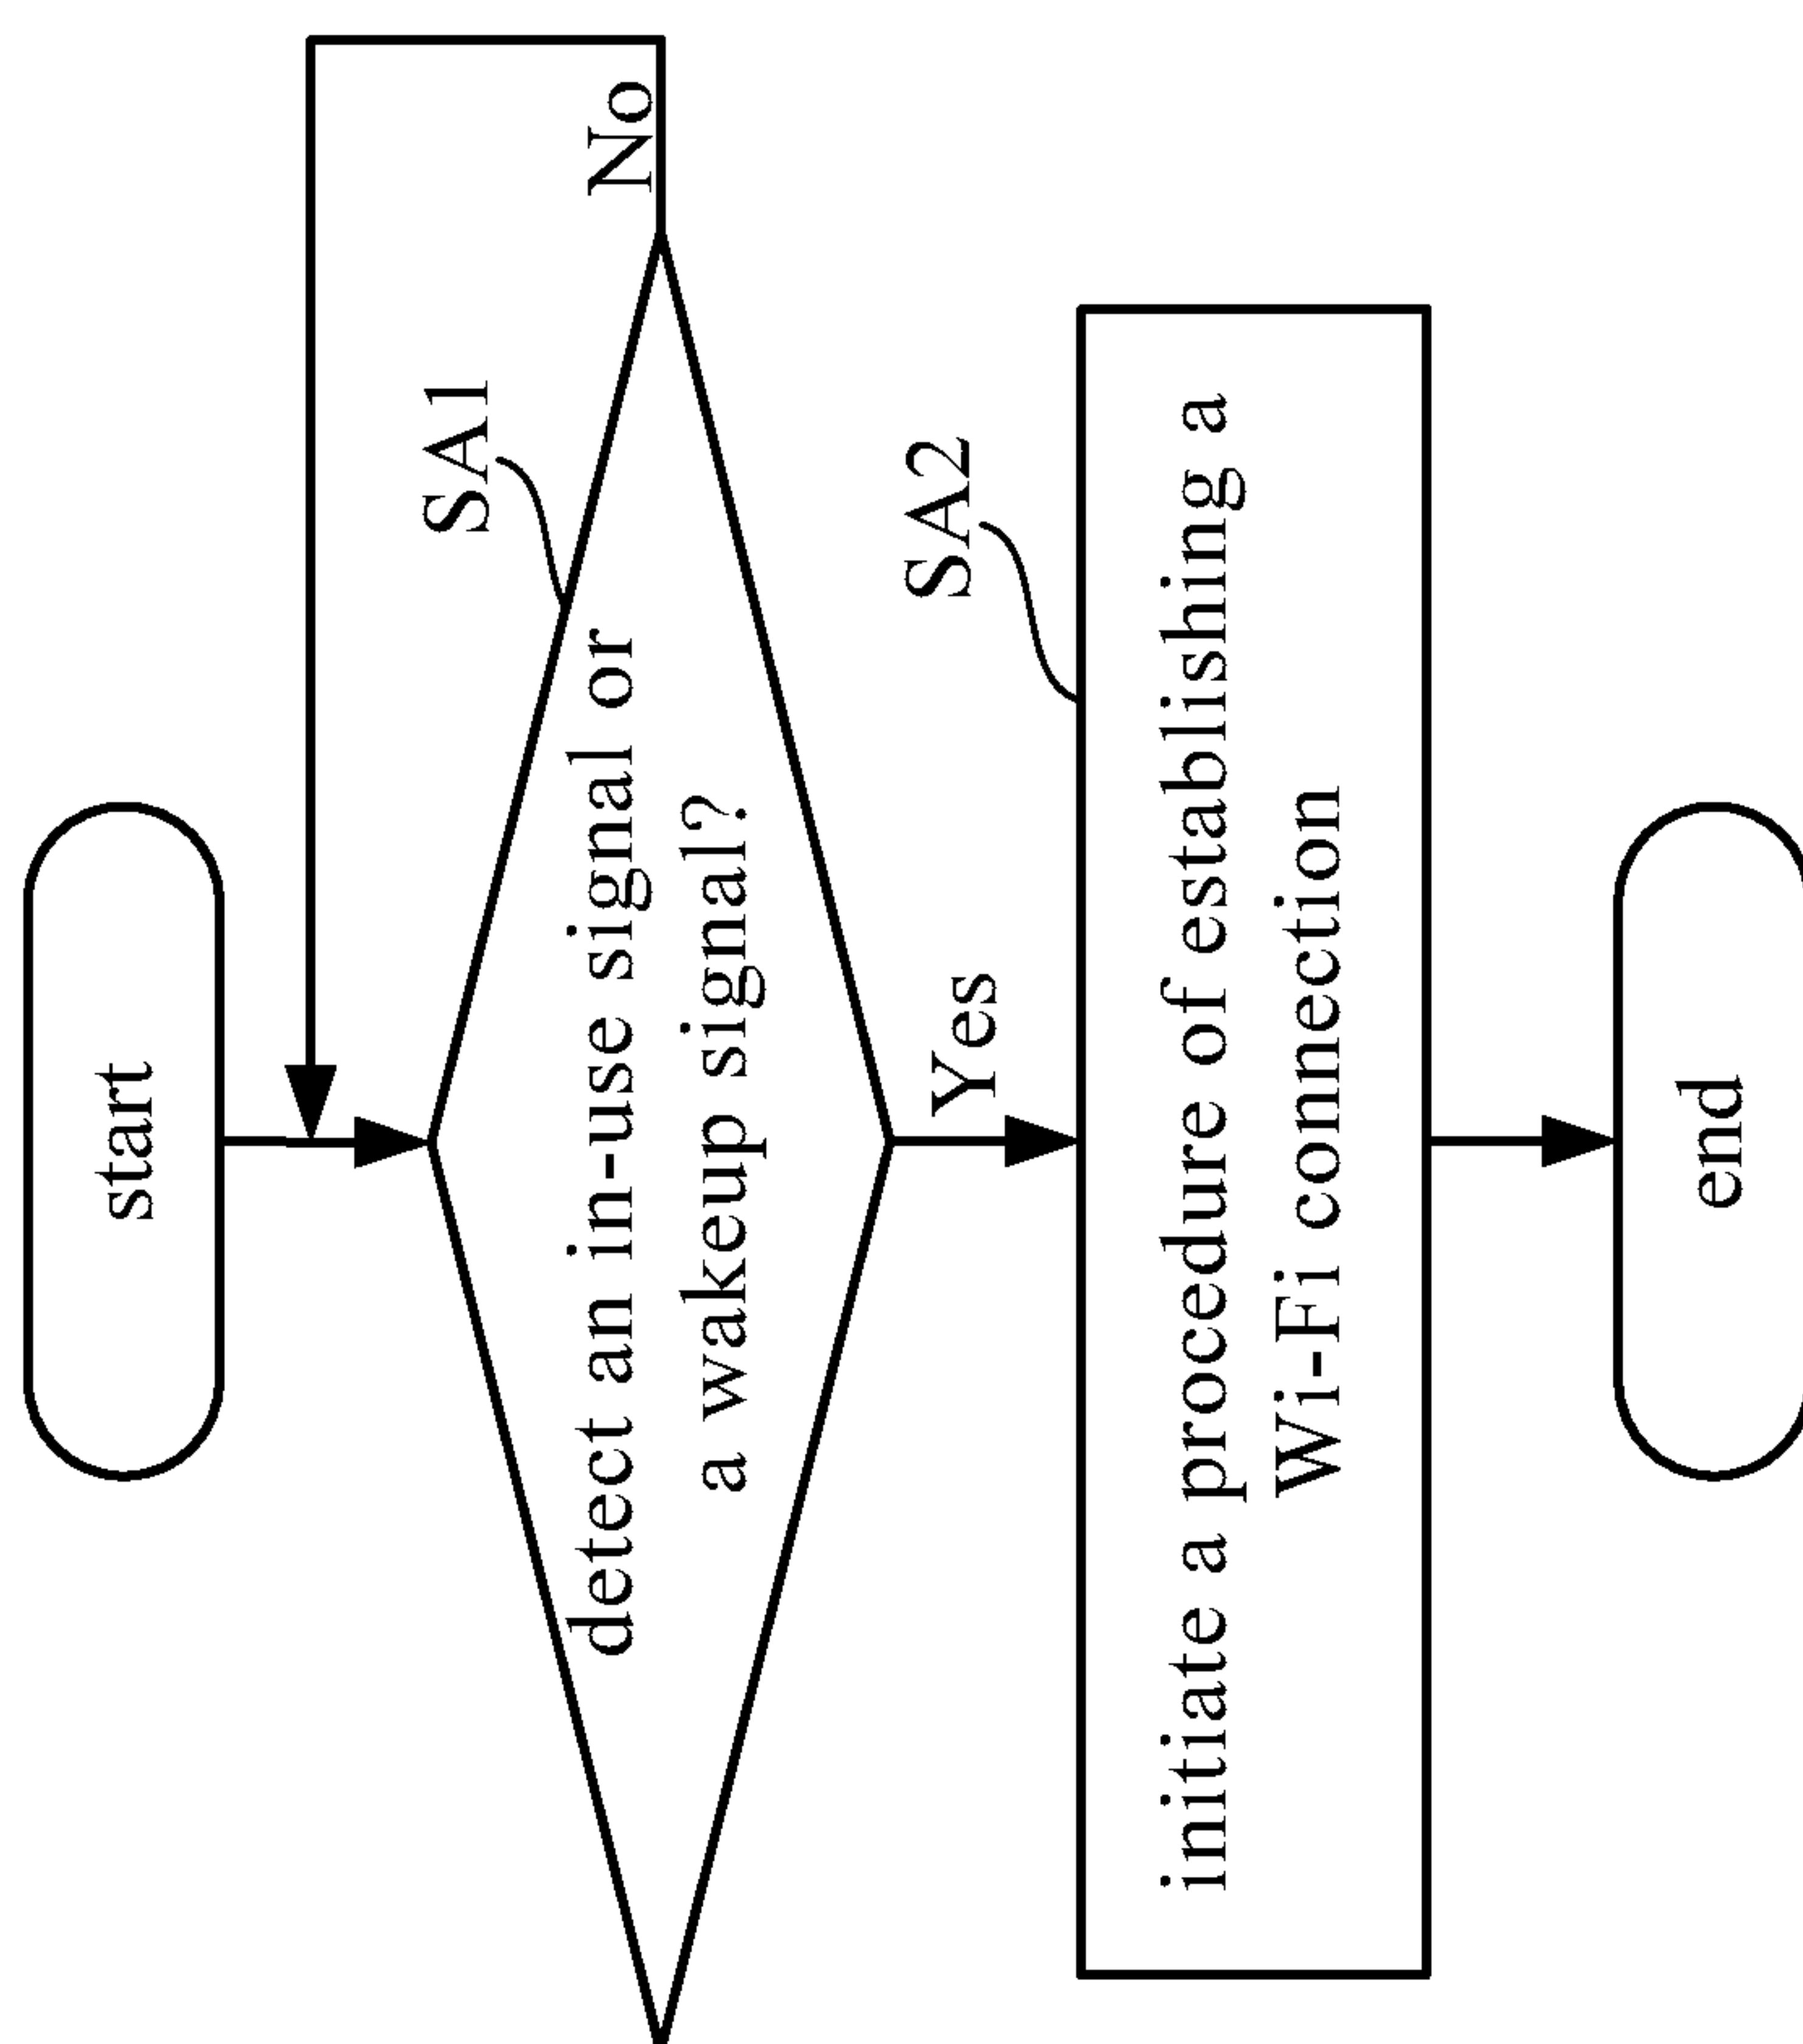 start
SA1
detect an in-use signal or
a wakeup signal?
No
Yes
SA2
initiate a procedure of establishing a
Wi-Fi connection
end